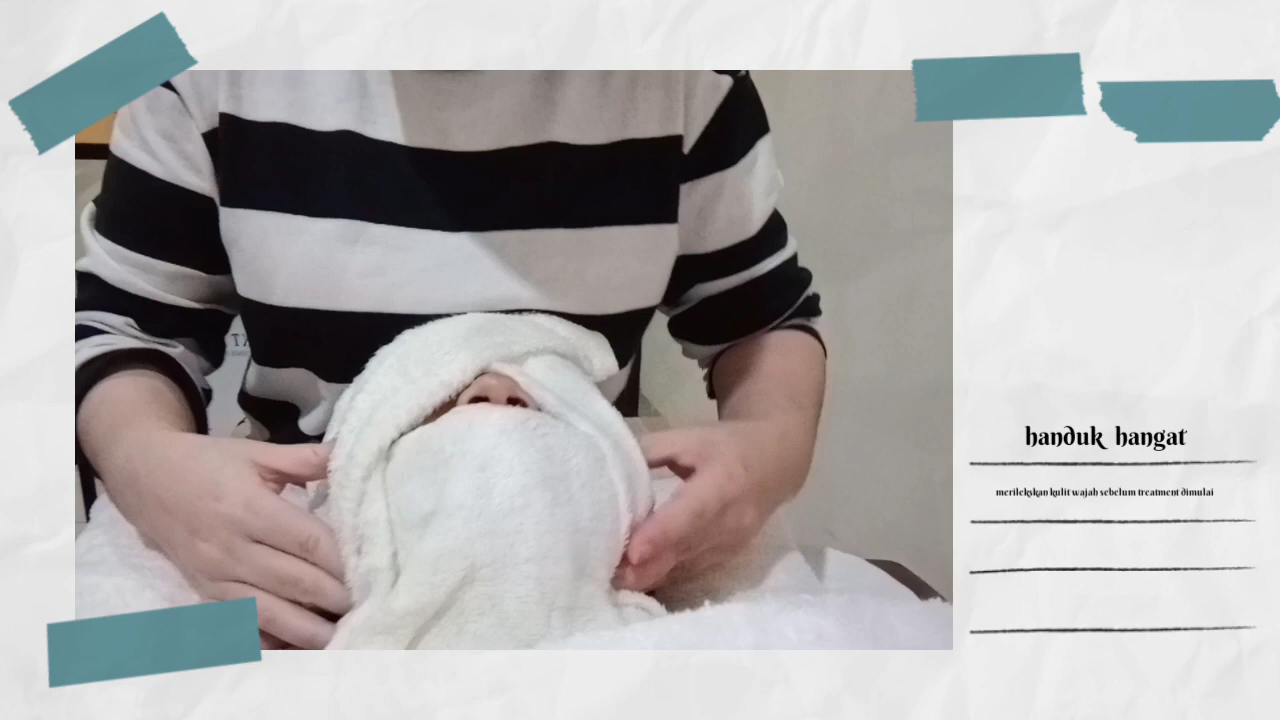 handuk hangat
merilekskan kulit wajah sebelum treatment dimulai